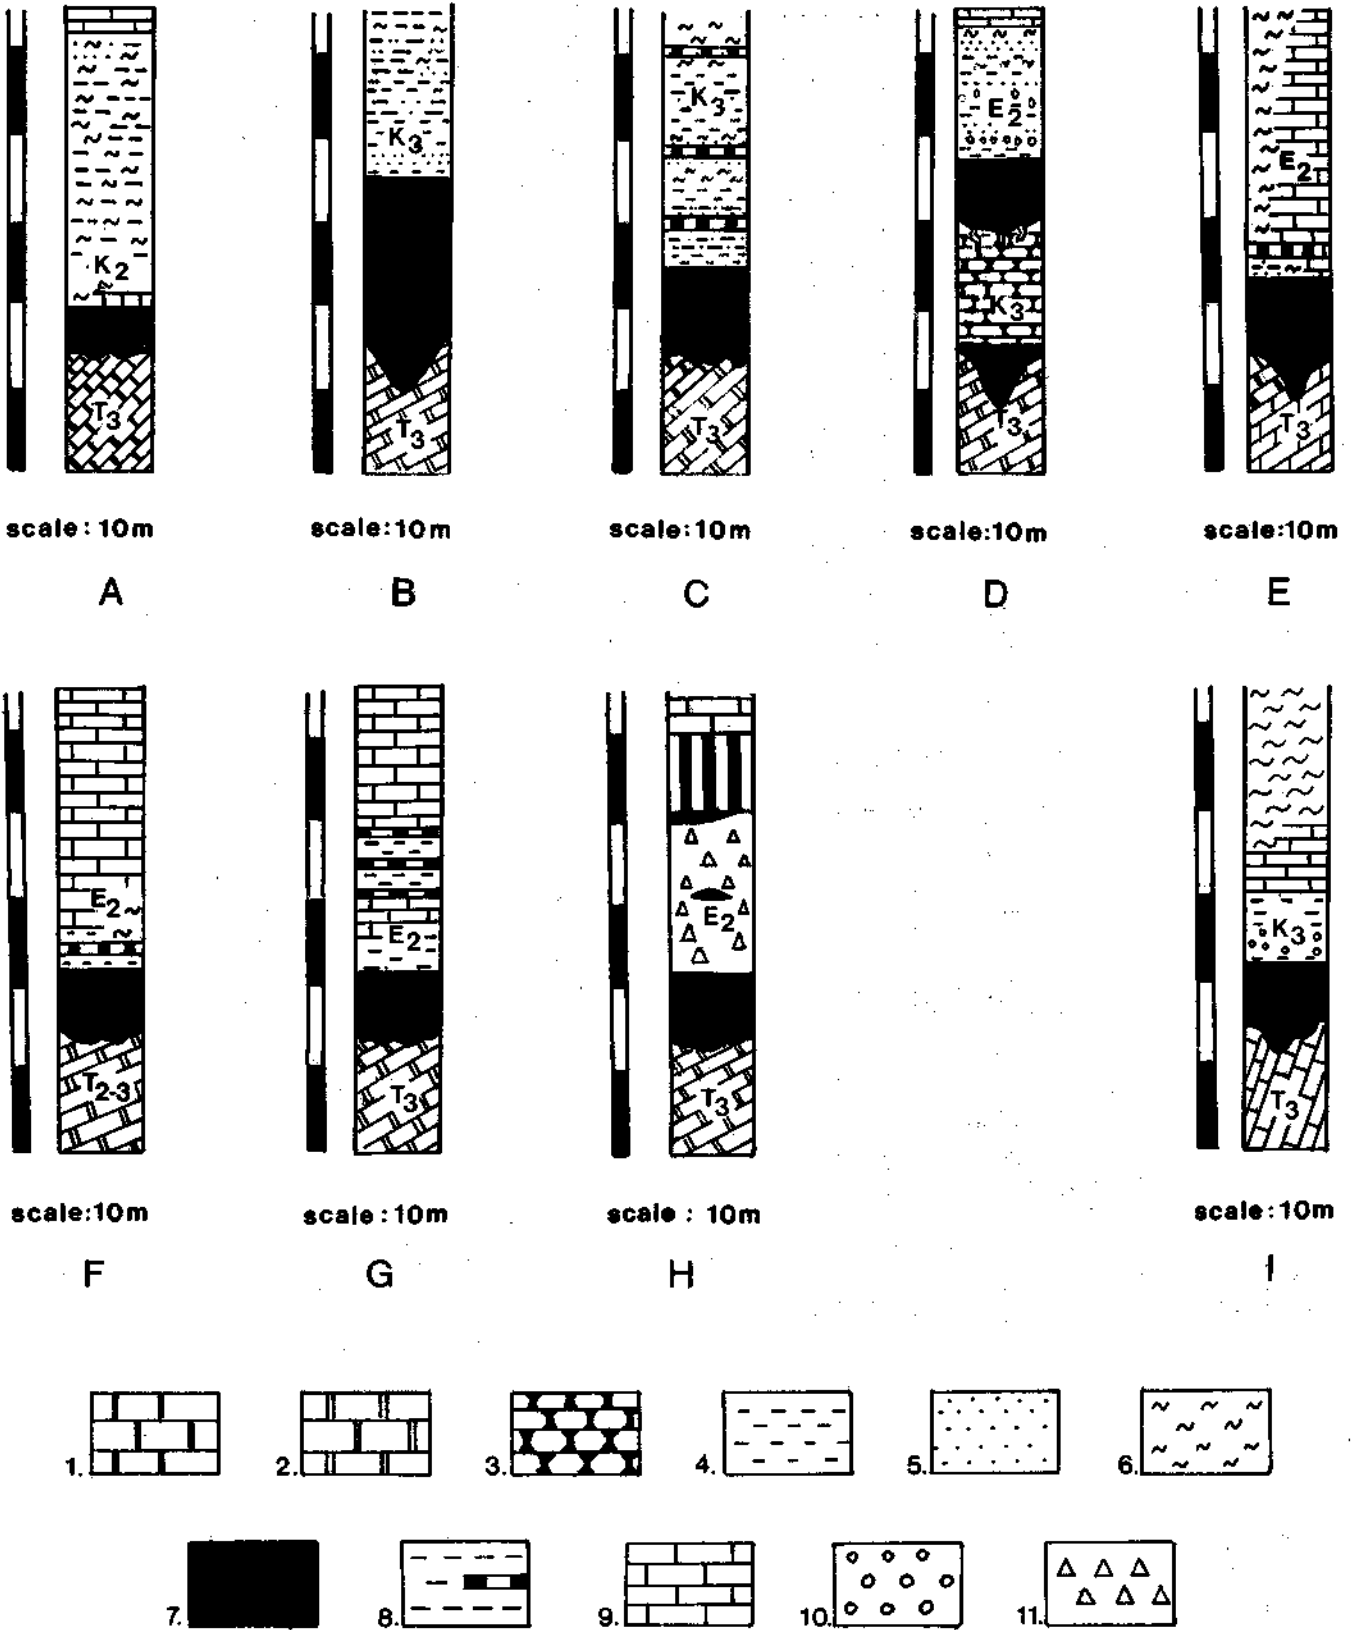 K2
T3
K3
T3
K3
T3
E2
K3
T3
E2
T3
scale: 10m scale:10m scale:10m scale:10m scale:10m
A B C D E
E2
T2-3
E2
T3
E2
T3
K3
T3
scale:10m scale:10m scale: 10m scale:10m
F G H I
1. 2. 3. 4. 5. 6.
7. 8. 9. 10. 11.